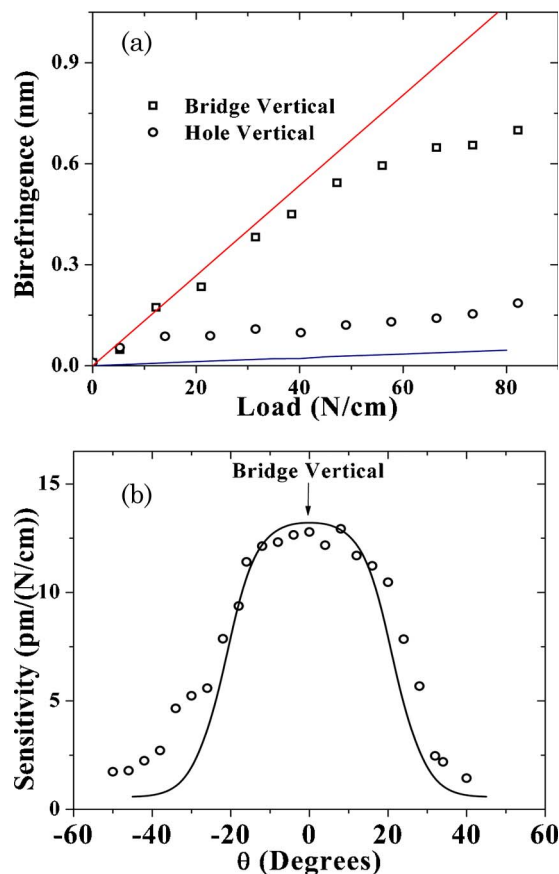 (a)
Bridge Vertical
Hole Vertical
Birefringence (nm)
0.9
0.6
0.3
0.0
0 20 40 60 80
Load (N/cm)
(b)
Bridge Vertical
Sensitivity (pm/(N/cm))
15
10
5
0
-60 -40 -20 0 20 40 60
θ (Degrees)